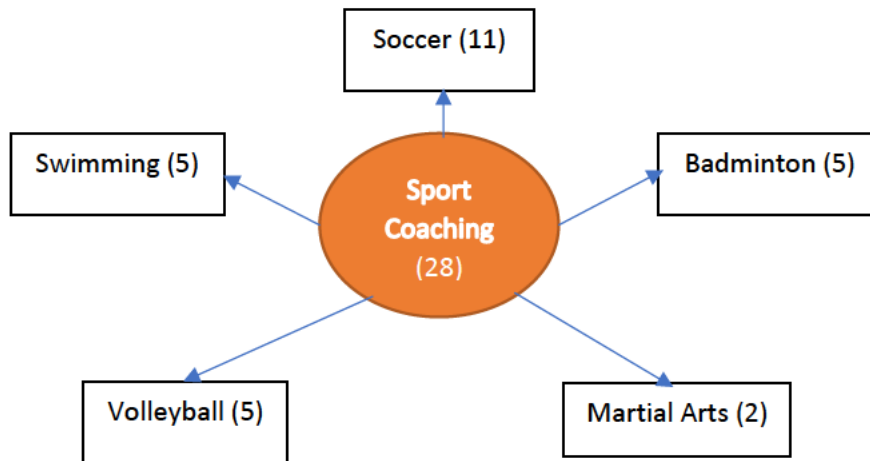 Soccer (11)
Swimming (5)
Badminton (5)
Sport
Coaching
(28)
Volleyball (5)
Martial Arts (2)